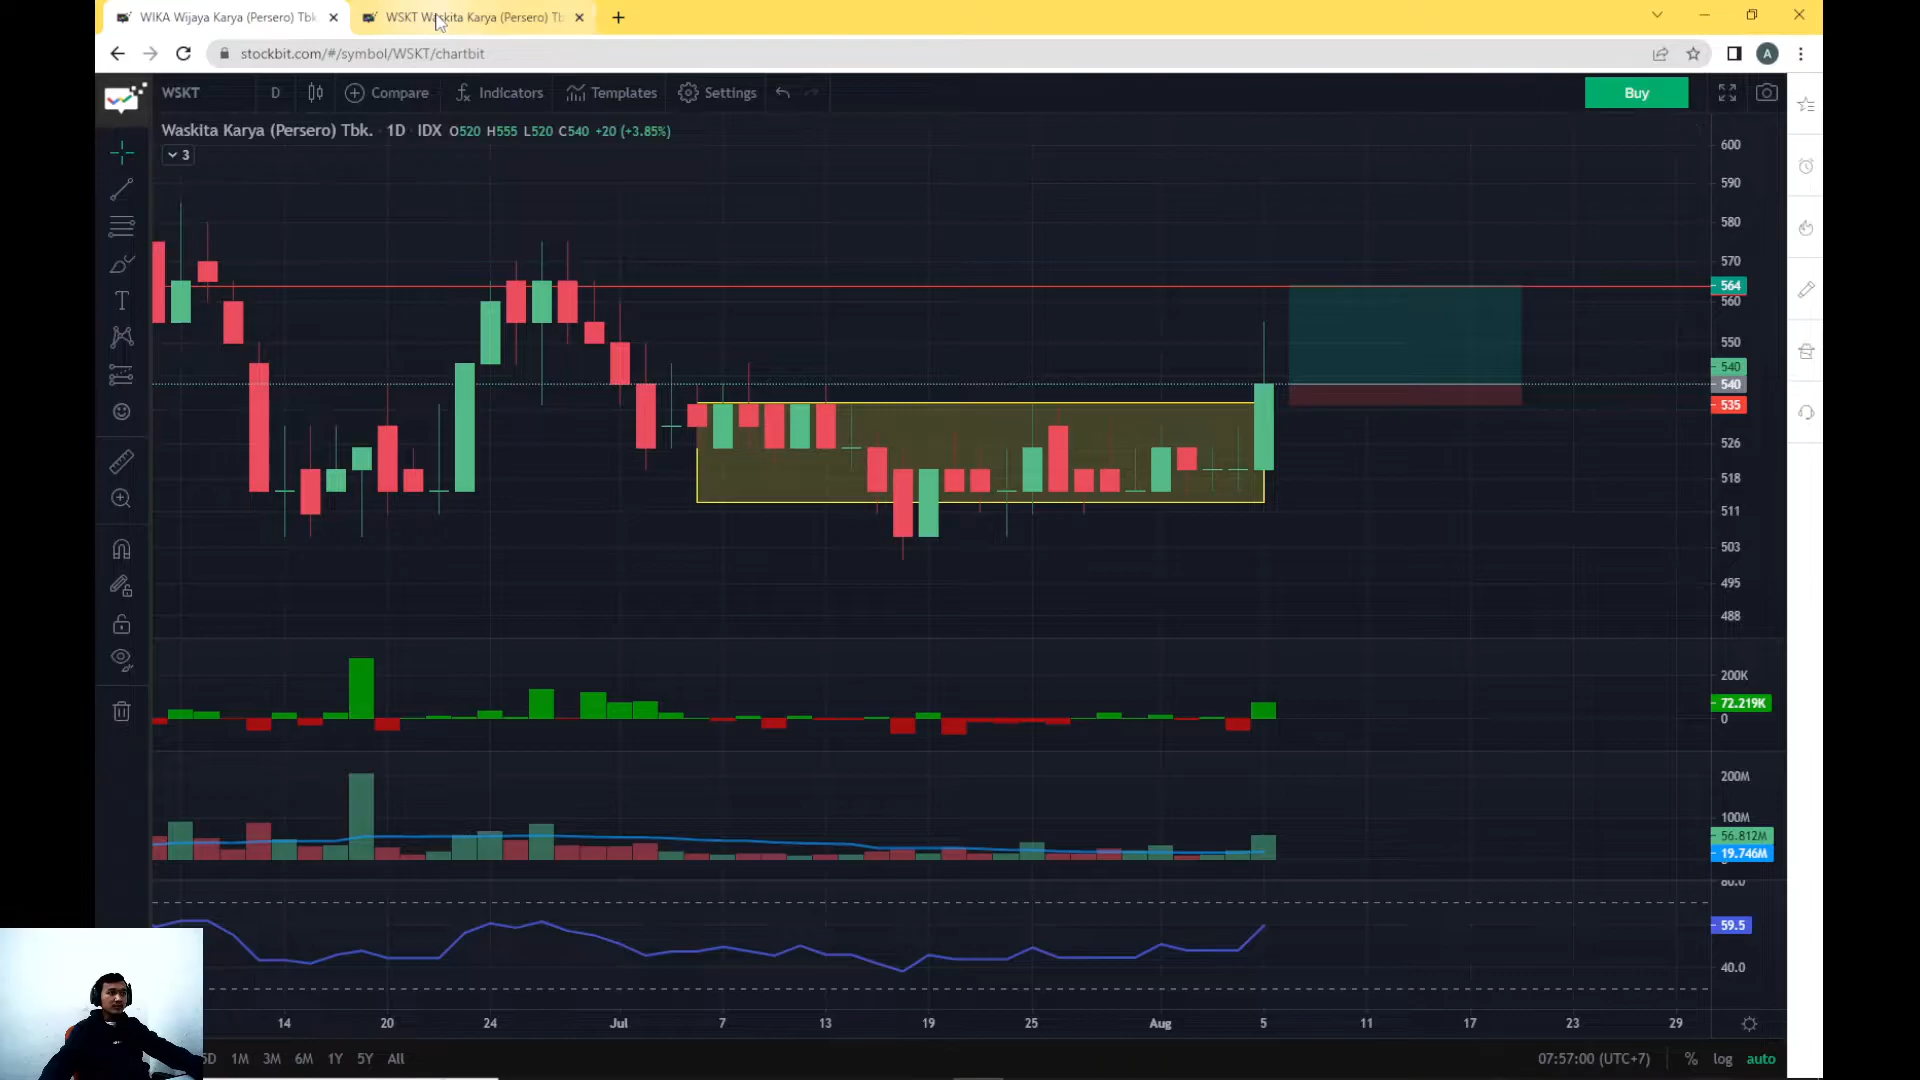 WIKA Wijaya Karya (Persero) Tbk
WSKT Waskita Karya (Persero) Tb
stockbit.com/#/symbol/WSKT/chartbit
A
WSKT
D
Compare
Indicators
Templates
Settings
Buy
Waskita Karya (Persero) Tbk. · 1D · IDX O520 H555 L520 C540 +20 (+3.85%)
3
600
590
580
570
564
560
550
540
540
535
526
518
511
503
495
488
200K
72.219K
0
200M
100M
56.812M
19.746M
80.0
59.5
40.0
14 20 24 Jul 7 13 19 25 Aug 5 11 17 23 29
5D 1M 3M 6M 1Y 5Y All
07:57:00 (UTC+7) % log auto